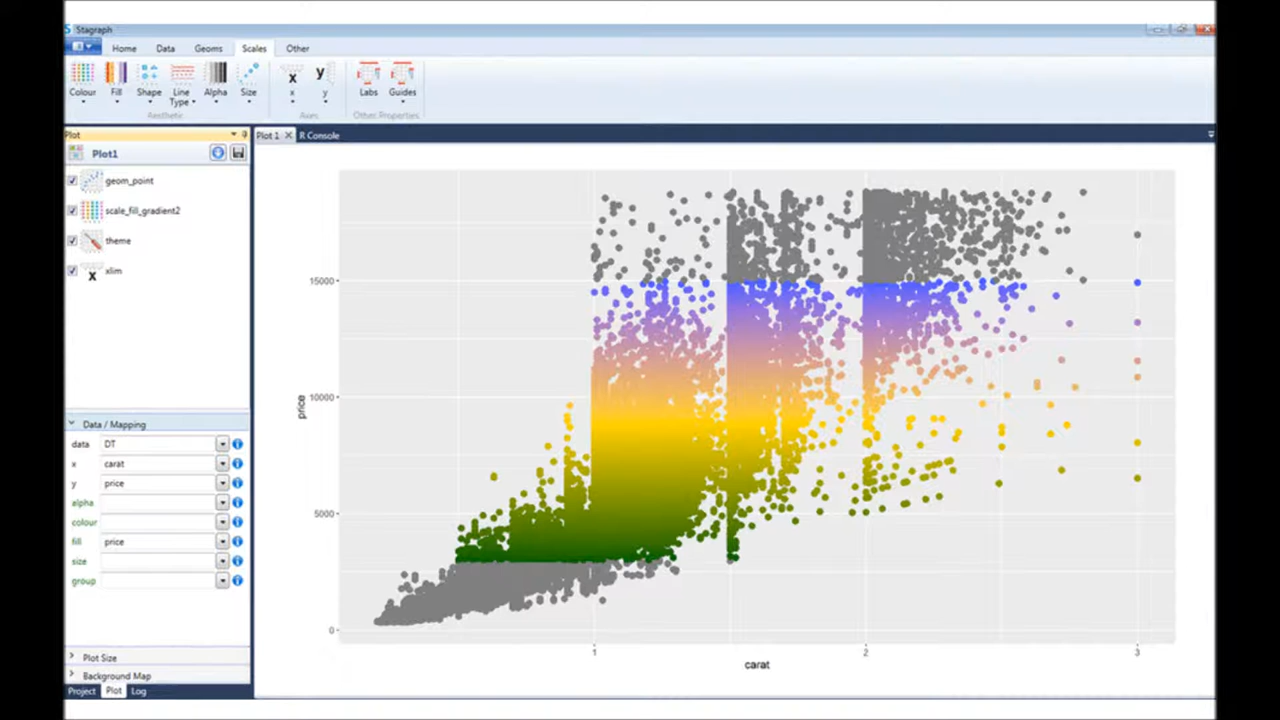 Stagraph
Home Data Geoms Scales Other
Colour Fill Shape Line Type Alpha Size x y Labs Guides
Aesthetic Axes Other Properties
Plot
Plot 1 R Console
Plot1
geom_point
scale_fill_gradient2
theme
xlim
Data / Mapping
data DT
x carat
y price
alpha
colour
fill price
size
group
Plot Size
Background Map
Project Plot Log
15000
10000
5000
0
price
1 2 3
carat